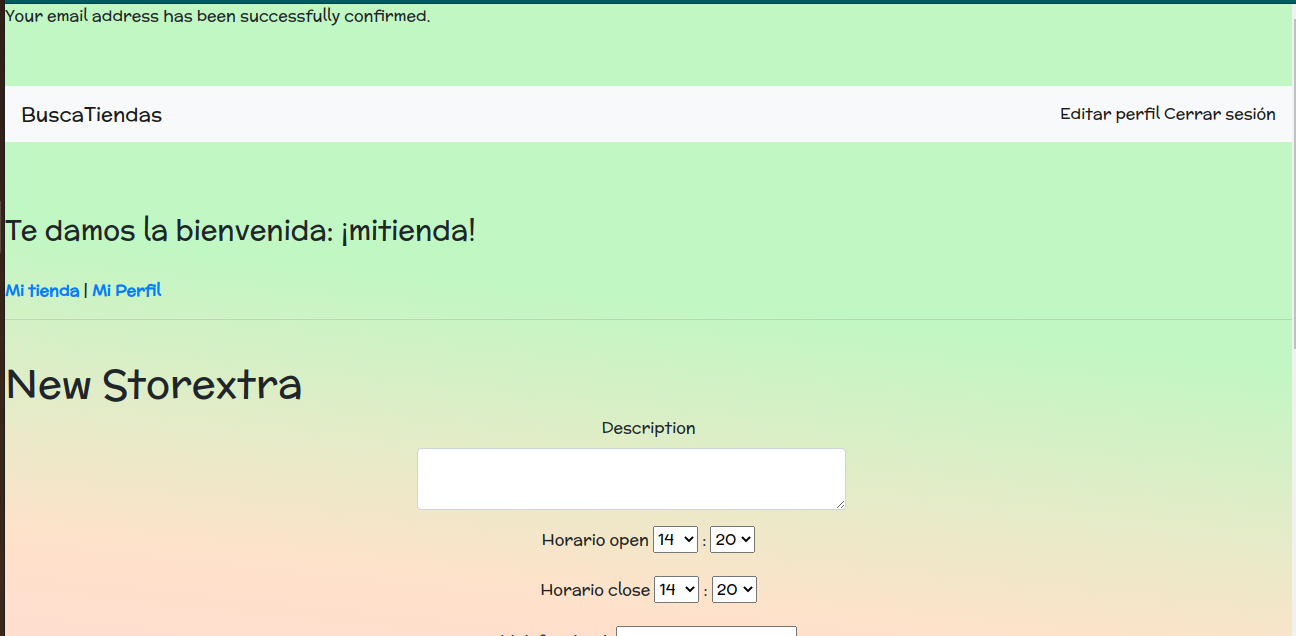 Your email address has been successfully confirmed.
BuscaTiendas
Editar perfil Cerrar sesión
Te damos la bienvenida: ¡mitienda!
Mi tienda | Mi Perfil
New Storextra
Description
Horario open 14 : 20
Horario close 14 : 20